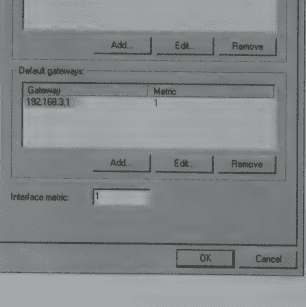 Add... Edit... Remove
Default gateways:
Gateway Metric
192.168.3.1 1
Add... Edit... Remove
Interface metric: 1
OK Cancel